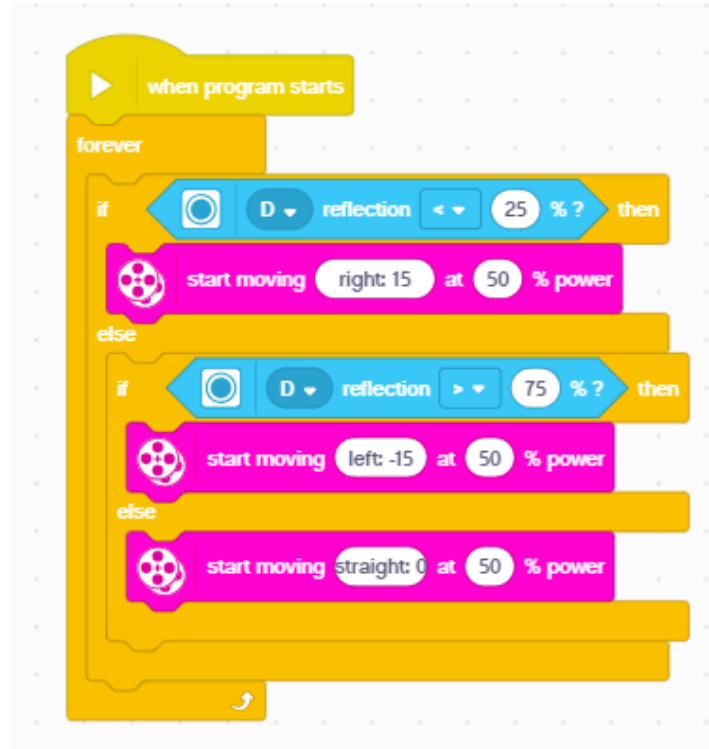 when program starts
forever
if D reflection < 25 % ? then
start moving right: 15 at 50 % power
else
if D reflection > 75 % ? then
start moving left: -15 at 50 % power
else
start moving straight: 0 at 50 % power